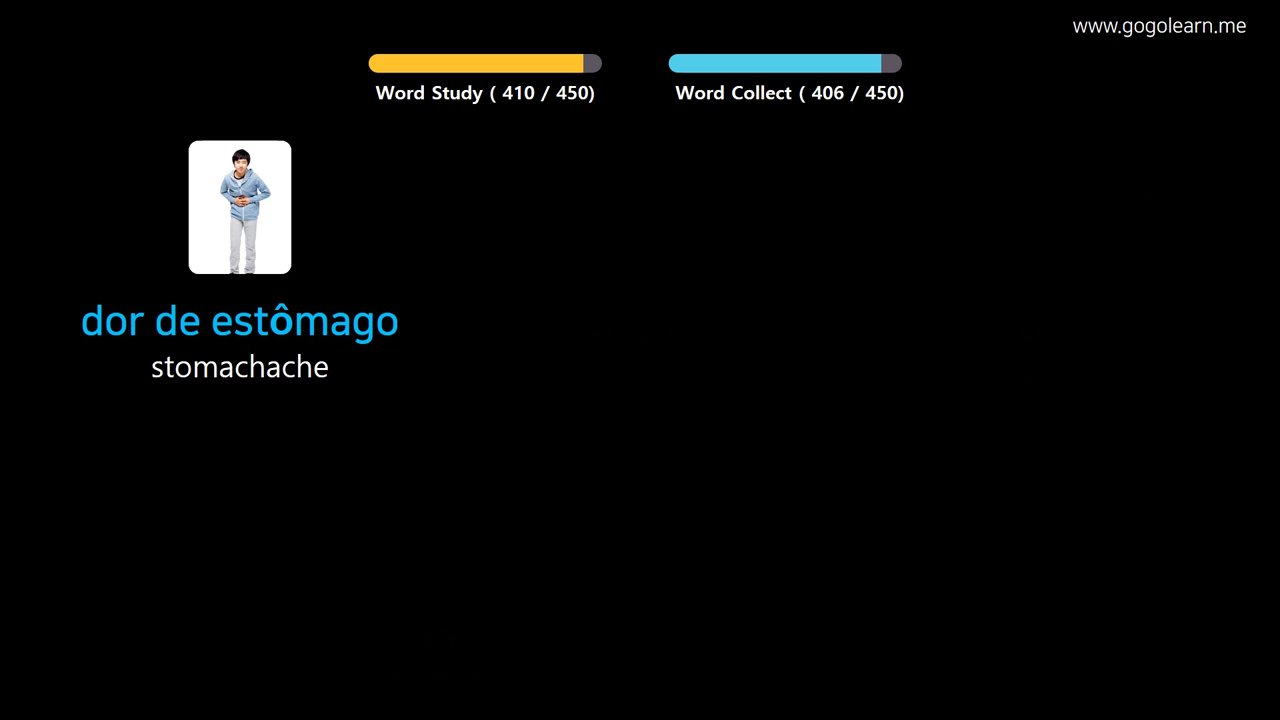 www.gogolearn.me
Word Study ( 410 / 450)
Word Collect ( 406 / 450)
dor de estômago
stomachache